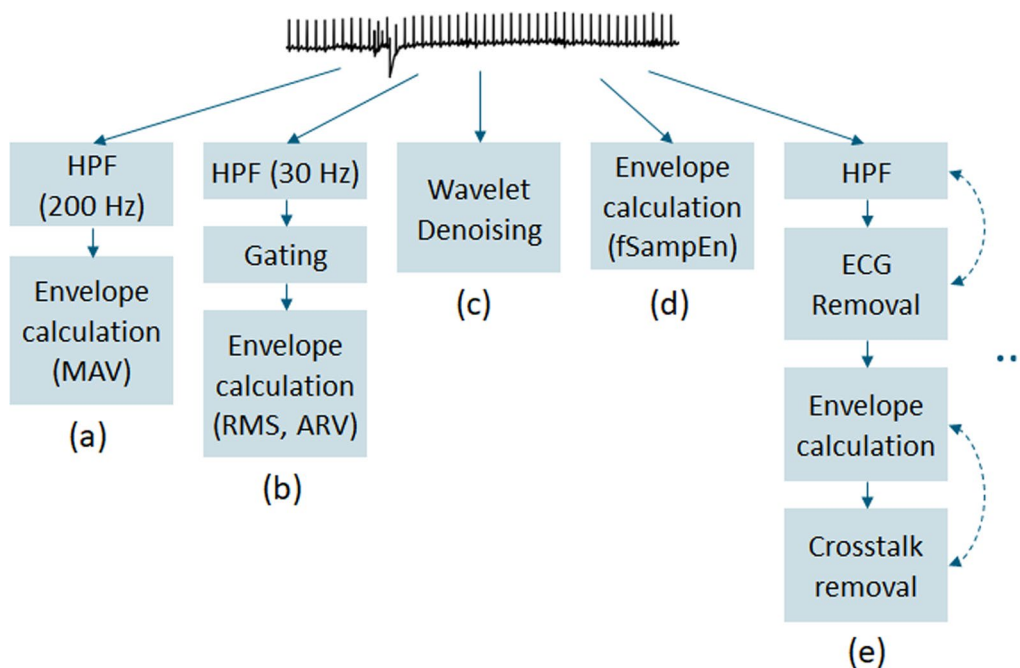 HPF
(200 Hz)
Envelope
calculation
(MAV)
(a)
HPF (30 Hz)
Gating
Envelope
calculation
(RMS, ARV)
(b)
Wavelet
Denoising
(c)
Envelope
calculation
(fSampEn)
(d)
HPF
ECG
Removal
Envelope
calculation
Crosstalk
removal
(e)
..